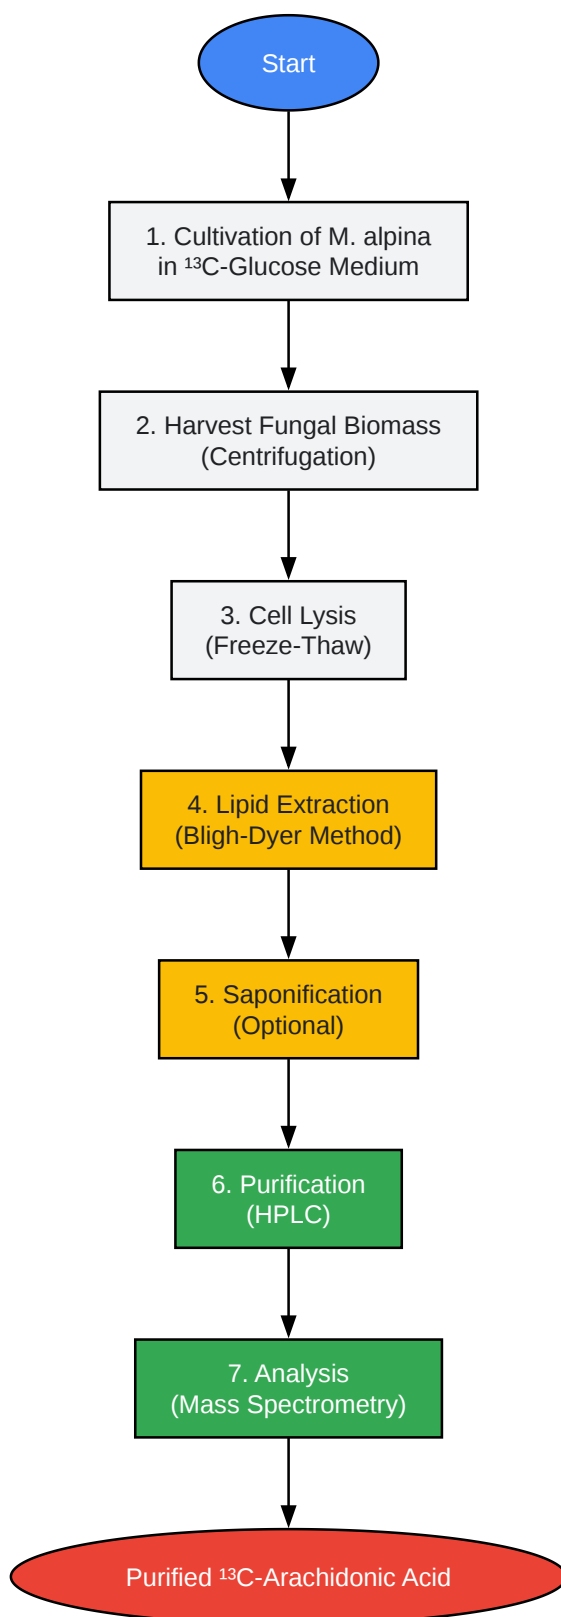 Start
1. Cultivation of M. alpina
in ¹³C-Glucose Medium
2. Harvest Fungal Biomass
(Centrifugation)
3. Cell Lysis
(Freeze-Thaw)
4. Lipid Extraction
(Bligh-Dyer Method)
5. Saponification
(Optional)
6. Purification
(HPLC)
7. Analysis
(Mass Spectrometry)
Purified ¹³C-Arachidonic Acid